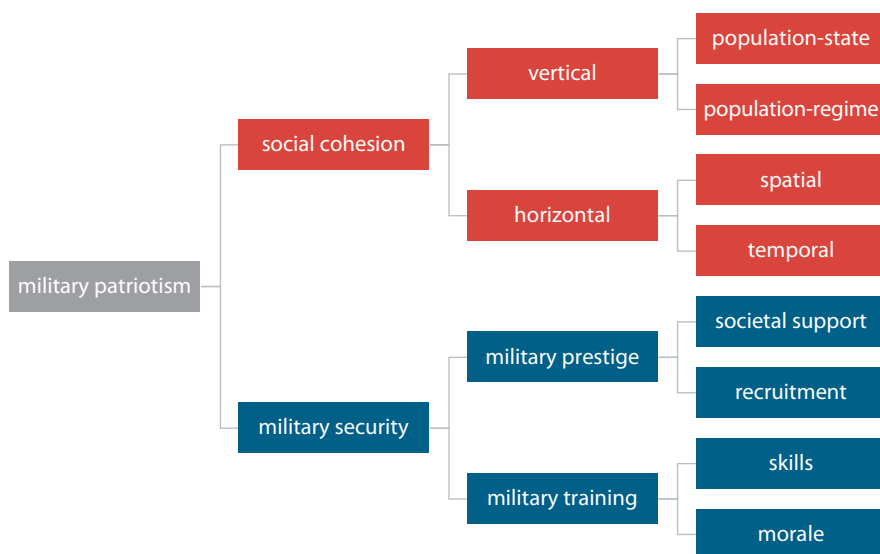 military patriotism
social cohesion
vertical
population-state
population-regime
horizontal
spatial
temporal
military security
military prestige
societal support
recruitment
military training
skills
morale